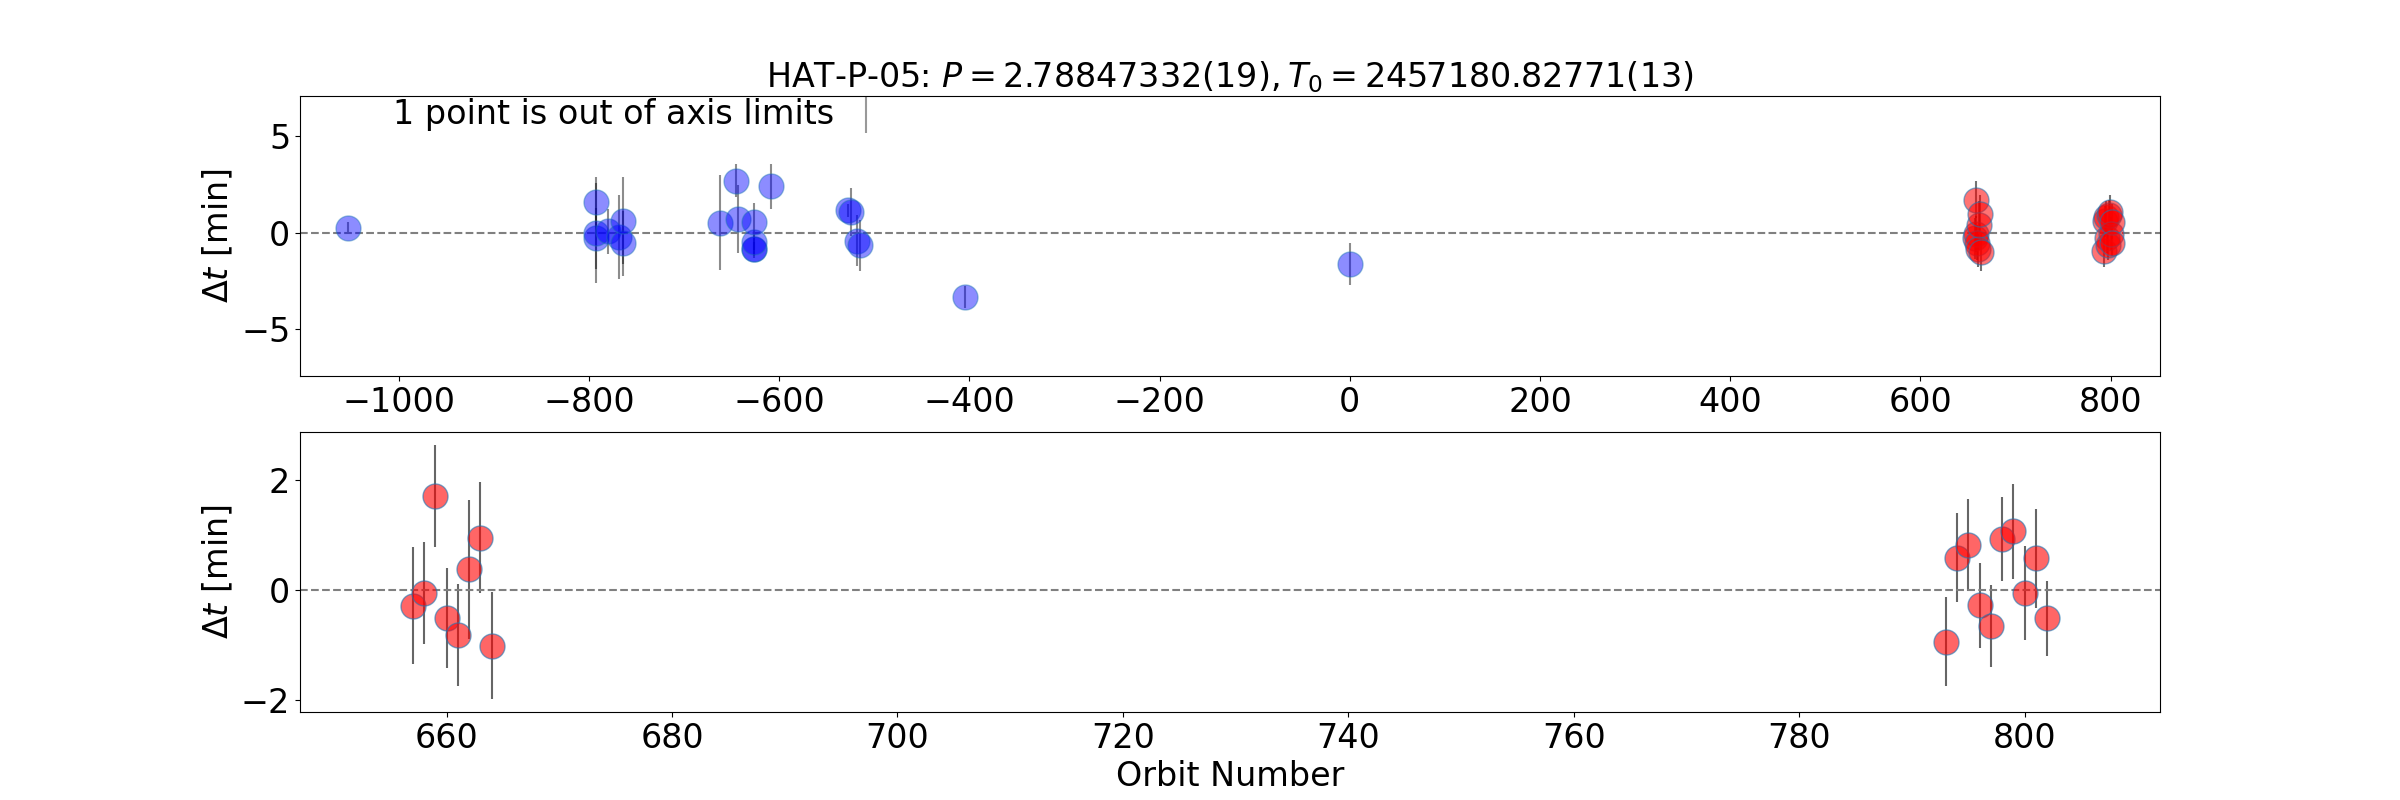 HAT-P-05: P = 2.78847332(19), T₀ = 2457180.82771(13)
1 point is out of axis limits
5
0
−5
Δt [min]
−1000 −800 −600 −400 −200 0 200 400 600 800
2
0
−2
Δt [min]
660 680 700 720 740 760 780 800
Orbit Number